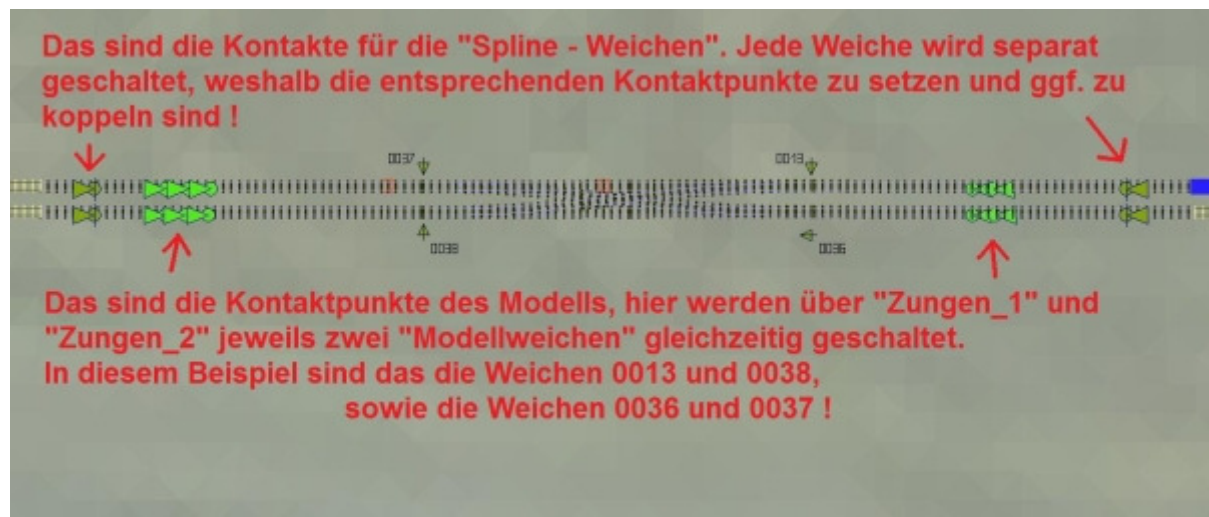 Das sind die Kontakte für die "Spline - Weichen". Jede Weiche wird separat
geschaltet, weshalb die entsprechenden Kontaktpunkte zu setzen und ggf. zu
koppeln sind !
0037
0013
0038
0036
Das sind die Kontaktpunkte des Modells, hier werden über "Zungen_1" und
"Zungen_2" jeweils zwei "Modellweichen" gleichzeitig geschaltet.
In diesem Beispiel sind das die Weichen 0013 und 0038,
sowie die Weichen 0036 und 0037 !